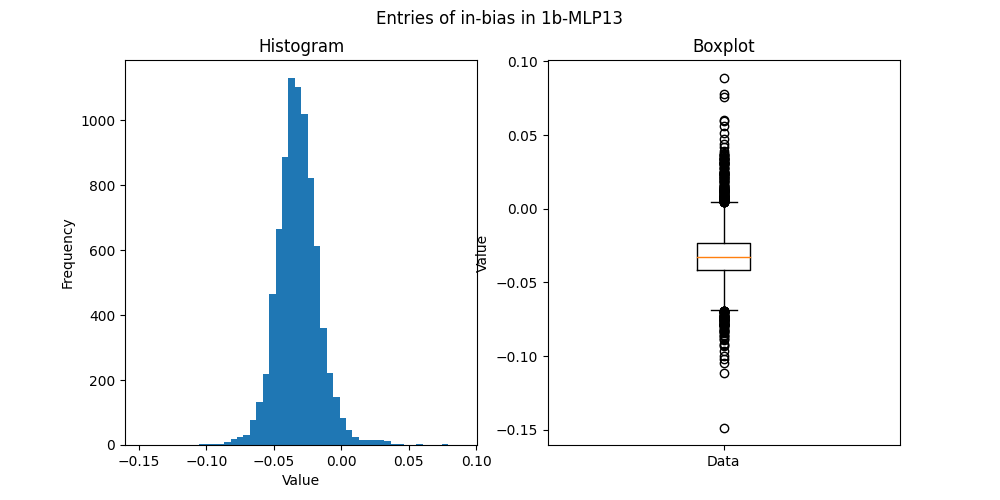 Entries of in-bias in 1b-MLP13
Histogram
Frequency
1000
800
600
400
200
0
−0.15
−0.10
−0.05
0.00
0.05
0.10
Value
Boxplot
Value
0.10
0.05
0.00
−0.05
−0.10
−0.15
Data